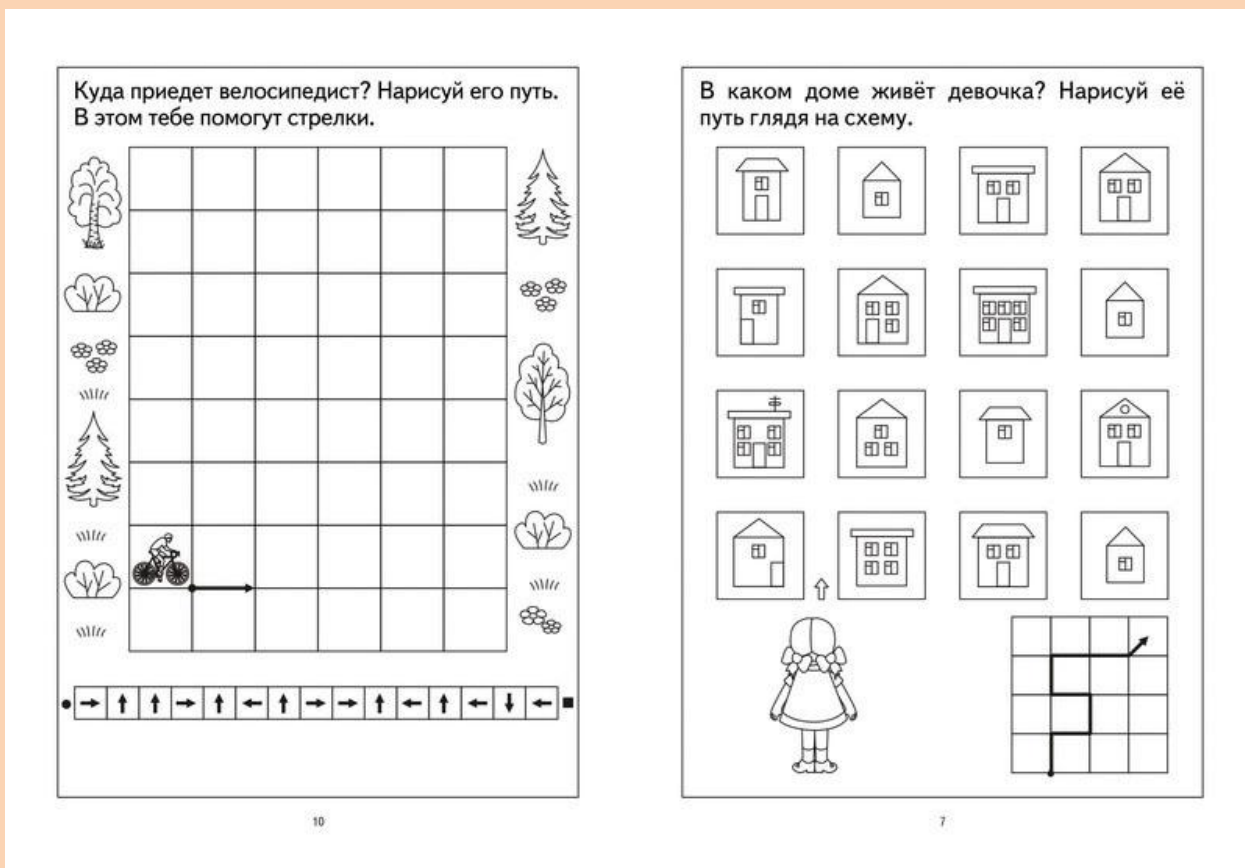 Куда приедет велосипедист? Нарисуй его путь.
В этом тебе помогут стрелки.
10
В каком доме живёт девочка? Нарисуй её
путь глядя на схему.
7